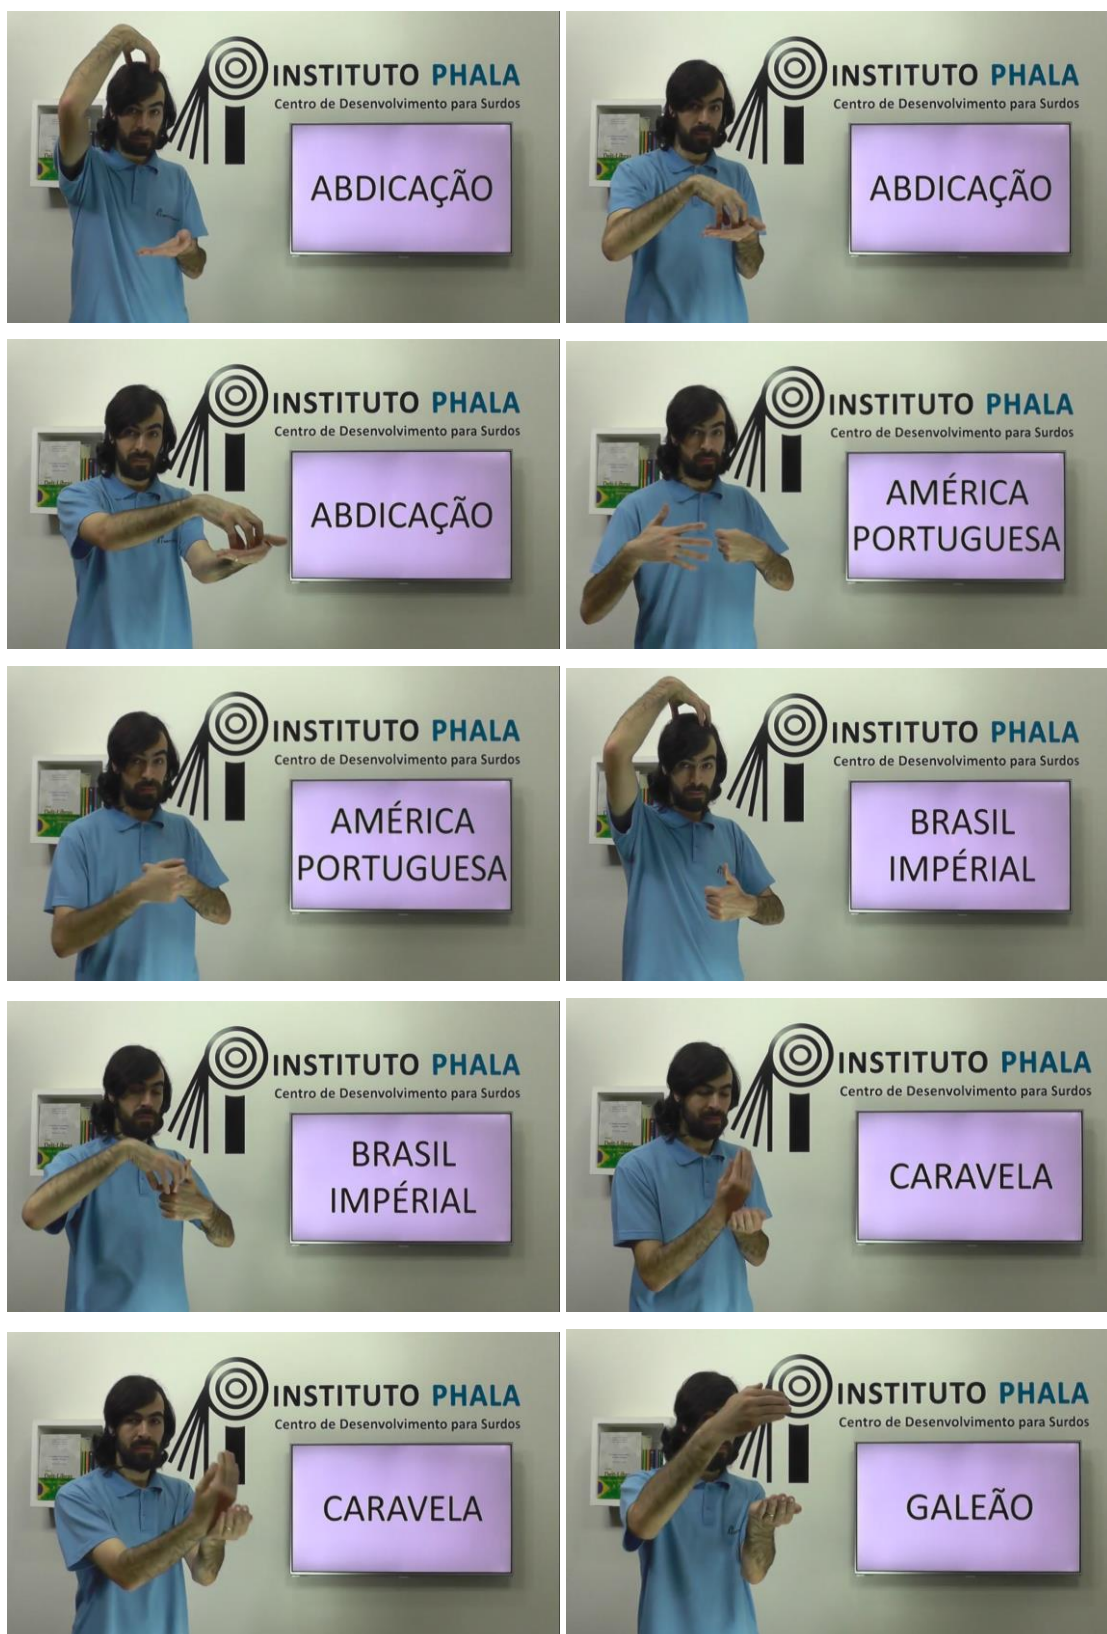 INSTITUTO PHALA
Centro de Desenvolvimento para Surdos
ABDICAÇÃO
INSTITUTO PHALA
Centro de Desenvolvimento para Surdos
ABDICAÇÃO
INSTITUTO PHALA
Centro de Desenvolvimento para Surdos
ABDICAÇÃO
INSTITUTO PHALA
Centro de Desenvolvimento para Surdos
AMÉRICA
PORTUGUESA
INSTITUTO PHALA
Centro de Desenvolvimento para Surdos
AMÉRICA
PORTUGUESA
INSTITUTO PHALA
Centro de Desenvolvimento para Surdos
BRASIL
IMPÉRIAL
INSTITUTO PHALA
Centro de Desenvolvimento para Surdos
BRASIL
IMPÉRIAL
INSTITUTO PHALA
Centro de Desenvolvimento para Surdos
CARAVELA
INSTITUTO PHALA
Centro de Desenvolvimento para Surdos
CARAVELA
INSTITUTO PHALA
Centro de Desenvolvimento para Surdos
GALEÃO